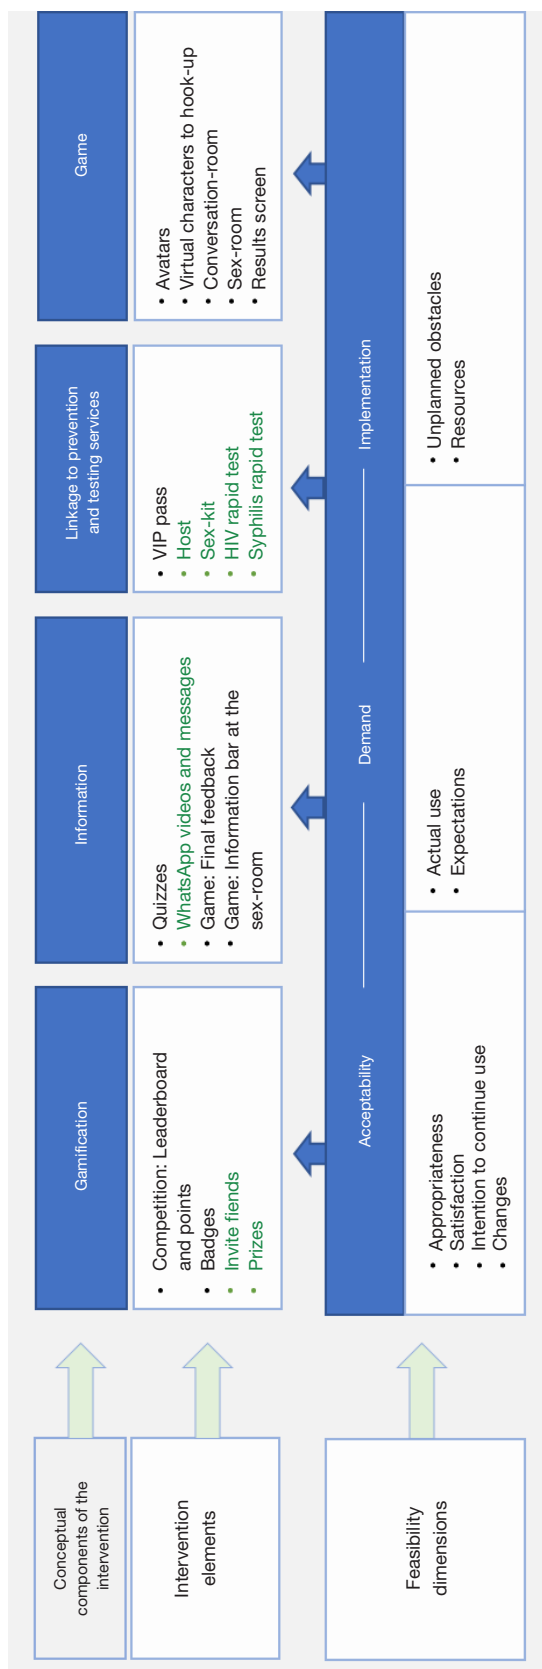 Conceptual
components of the
intervention
Gamification
Information
Linkage to prevention
and testing services
Game
Intervention
elements
• Competition: Leaderboard
and points
• Badges
• Invite fiends
• Prizes
• Quizzes
• WhatsApp videos and messages
• Game: Final feedback
• Game: Information bar at the
sex-room
• VIP pass
• Host
• Sex-kit
• HIV rapid test
• Syphilis rapid test
• Avatars
• Virtual characters to hook-up
• Conversation-room
• Sex-room
• Results screen
Feasibility
dimensions
Acceptability
Demand
Implementation
• Appropriateness
• Satisfaction
• Intention to continue use
• Changes
• Actual use
• Expectations
• Unplanned obstacles
• Resources